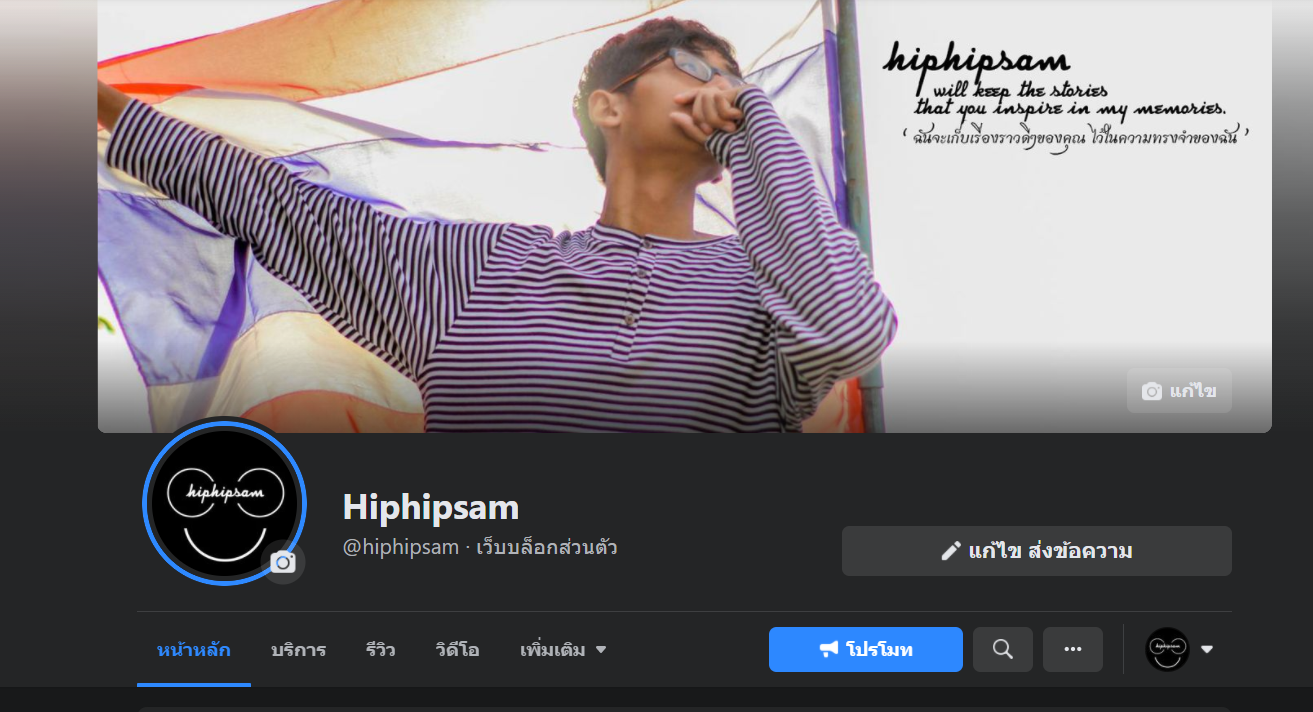 hiphipsam
will keep the stories
that you inspire in my memories.
‘ ฉันจะเก็บเรื่องราวดีๆของคุณ ไว้ในความทรงจำของฉัน ’
แก้ไข
hiphipsam
Hiphipsam
@hiphipsam · เว็บบล็อกส่วนตัว
แก้ไข ส่งข้อความ
หน้าหลัก บริการ รีวิว วิดีโอ เพิ่มเติม โปรโมท
hiphipsam